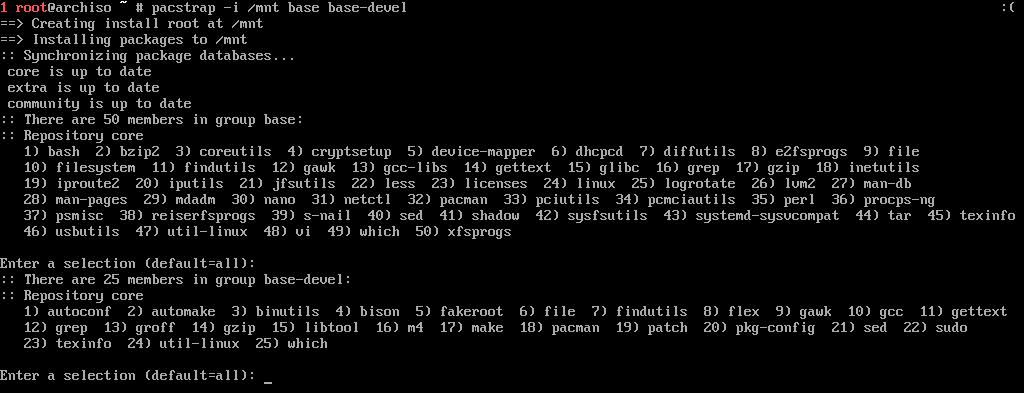 1 root@archiso ~ # pacstrap -i /mnt base base-devel :(
==> Creating install root at /mnt
==> Installing packages to /mnt
:: Synchronizing package databases...
 core is up to date
 extra is up to date
 community is up to date
:: There are 50 members in group base:
:: Repository core
   1) bash  2) bzip2  3) coreutils  4) cryptsetup  5) device-mapper  6) dhcpcd  7) diffutils  8) e2fsprogs  9) file
   10) filesystem  11) findutils  12) gawk  13) gcc-libs  14) gettext  15) glibc  16) grep  17) gzip  18) inetutils
   19) iproute2  20) iputils  21) jfsutils  22) less  23) licenses  24) linux  25) logrotate  26) lvm2  27) man-db
   28) man-pages  29) mdadm  30) nano  31) netctl  32) pacman  33) pciutils  34) pcmciautils  35) perl  36) procps-ng
   37) psmisc  38) reiserfsprogs  39) s-nail  40) sed  41) shadow  42) sysfsutils  43) systemd-sysvcompat  44) tar  45) texinfo
   46) usbutils  47) util-linux  48) vi  49) which  50) xfsprogs

Enter a selection (default=all):
:: There are 25 members in group base-devel:
:: Repository core
   1) autoconf  2) automake  3) binutils  4) bison  5) fakeroot  6) file  7) findutils  8) flex  9) gawk  10) gcc  11) gettext
   12) grep  13) groff  14) gzip  15) libtool  16) m4  17) make  18) pacman  19) patch  20) pkg-config  21) sed  22) sudo
   23) texinfo  24) util-linux  25) which

Enter a selection (default=all): _